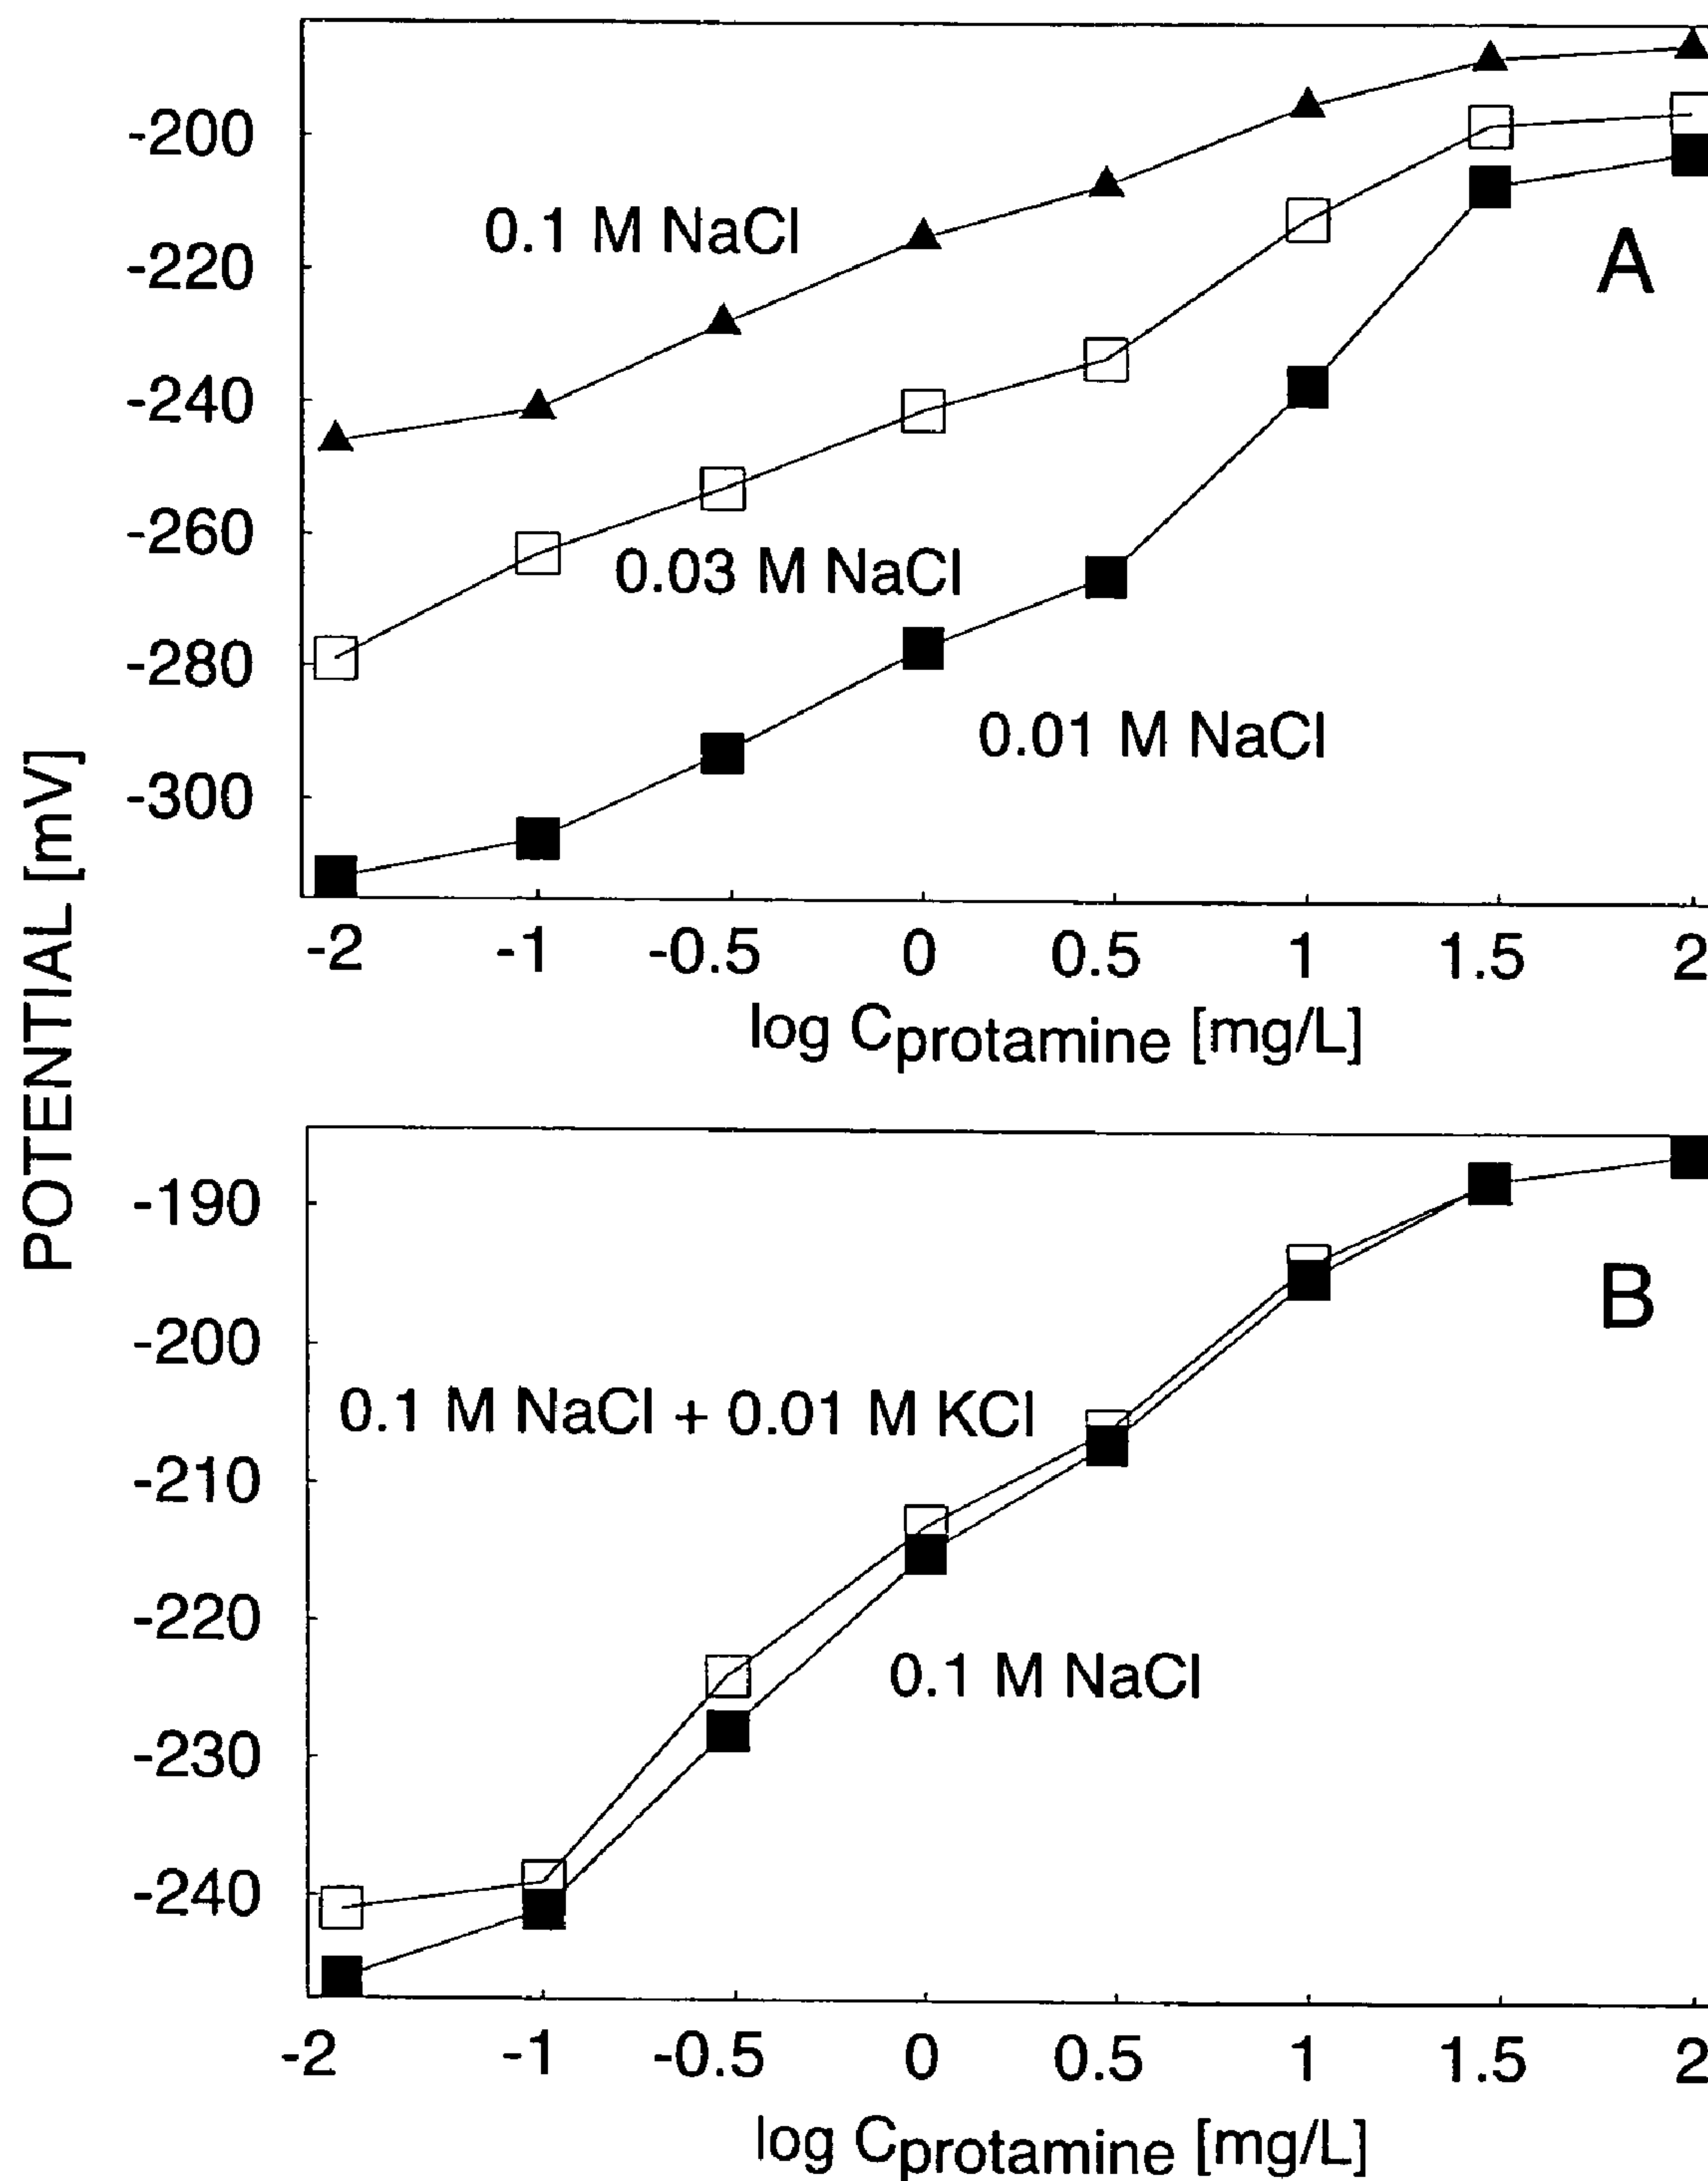 POTENTIAL [mV]
-200
-220
-240
-260
-280
-300
0.1 M NaCl
0.03 M NaCl
0.01 M NaCl
A
-2 -1 -0.5 0 0.5 1 1.5 2
log Cprotamine [mg/L]
-190
-200
-210
-220
-230
-240
0.1 M NaCl + 0.01 M KCl
0.1 M NaCl
B
-2 -1 -0.5 0 0.5 1 1.5 2
log Cprotamine [mg/L]